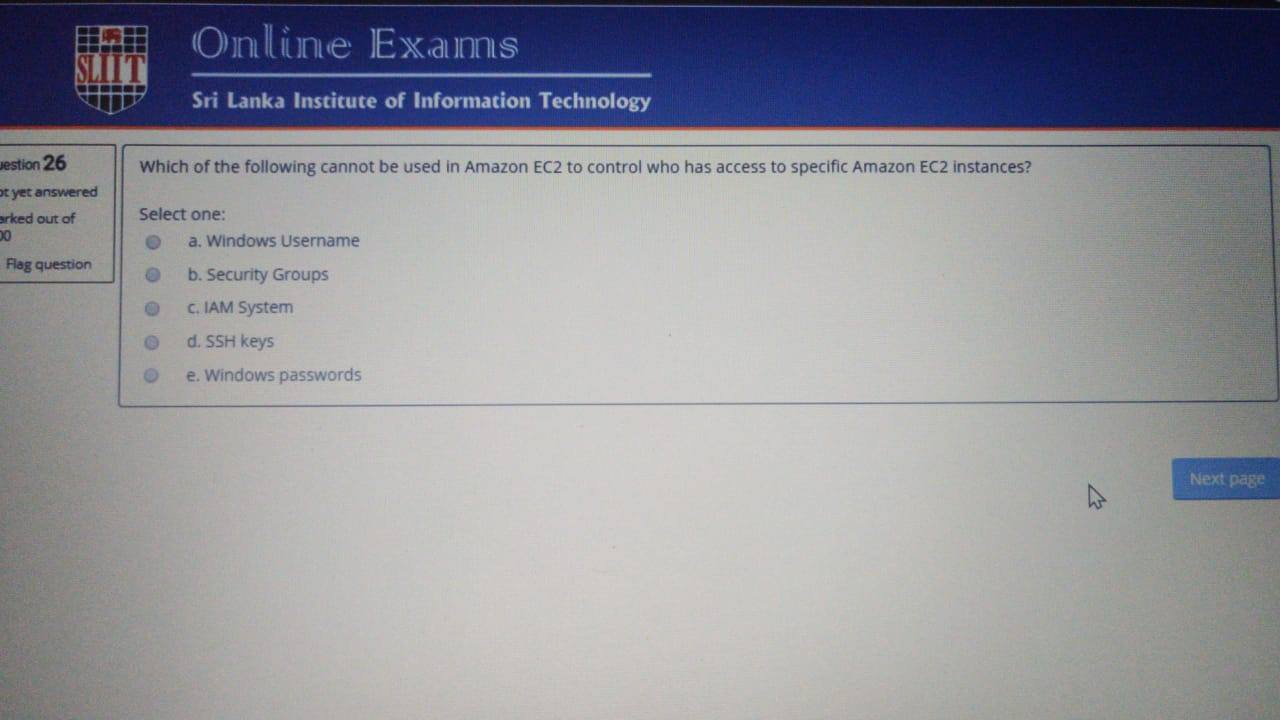 SLIIT
Online Exams
Sri Lanka Institute of Information Technology
uestion 26
ot yet answered
arked out of
00
Flag question
Which of the following cannot be used in Amazon EC2 to control who has access to specific Amazon EC2 instances?
Select one:
a. Windows Username
b. Security Groups
c. IAM System
d. SSH keys
e. Windows passwords
Next page